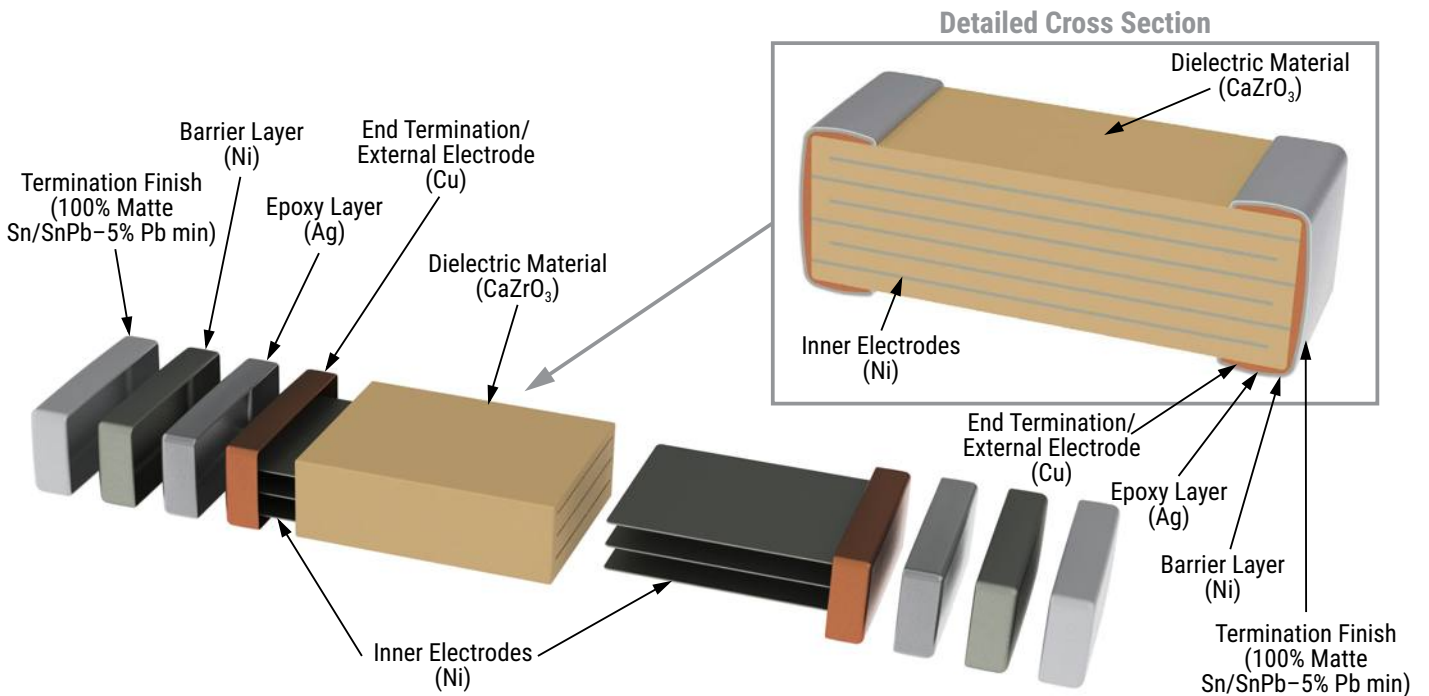 Detailed Cross Section
Dielectric Material
(CaZrO₃)
Inner Electrodes
(Ni)
End Termination/
External Electrode
(Cu)
Epoxy Layer
(Ag)
Barrier Layer
(Ni)
Termination Finish
(100% Matte
Sn/SnPb–5% Pb min)
Termination Finish
(100% Matte
Sn/SnPb–5% Pb min)
Barrier Layer
(Ni)
Epoxy Layer
(Ag)
End Termination/
External Electrode
(Cu)
Dielectric Material
(CaZrO₃)
Inner Electrodes
(Ni)